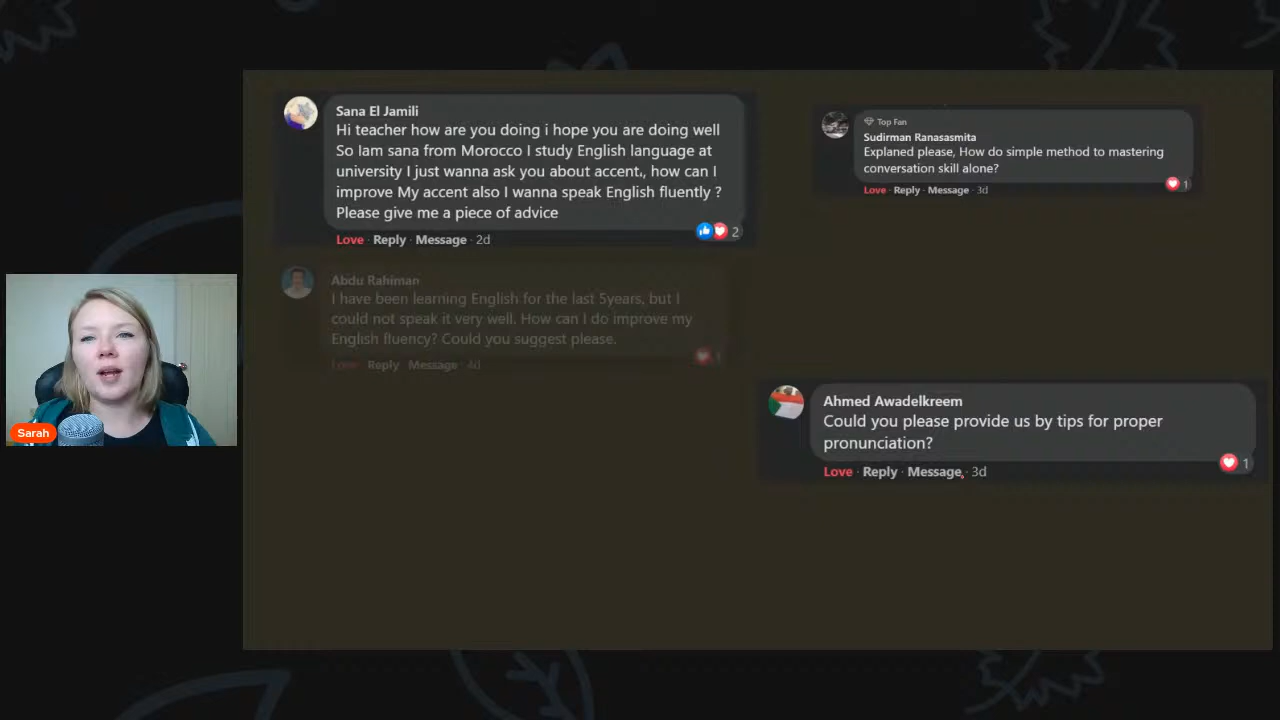 Sana El Jamili
Hi teacher how are you doing i hope you are doing well
So Iam sana from Morocco I study English language at
university I just wanna ask you about accent., how can I
improve My accent also I wanna speak English fluently ?
Please give me a piece of advice
Love · Reply · Message · 2d
2
Top Fan
Sudirman Ranasasmita
Explaned please, How do simple method to mastering
conversation skill alone?
Love · Reply · Message · 3d
1
Abdu Rahiman
I have been learning English for the last 5years, but I
could not speak it very well. How can I do improve my
English fluency? Could you suggest please.
Love · Reply · Message · 4d
1
Ahmed Awadelkreem
Could you please provide us by tips for proper
pronunciation?
Love · Reply · Message · 3d
1
Sarah